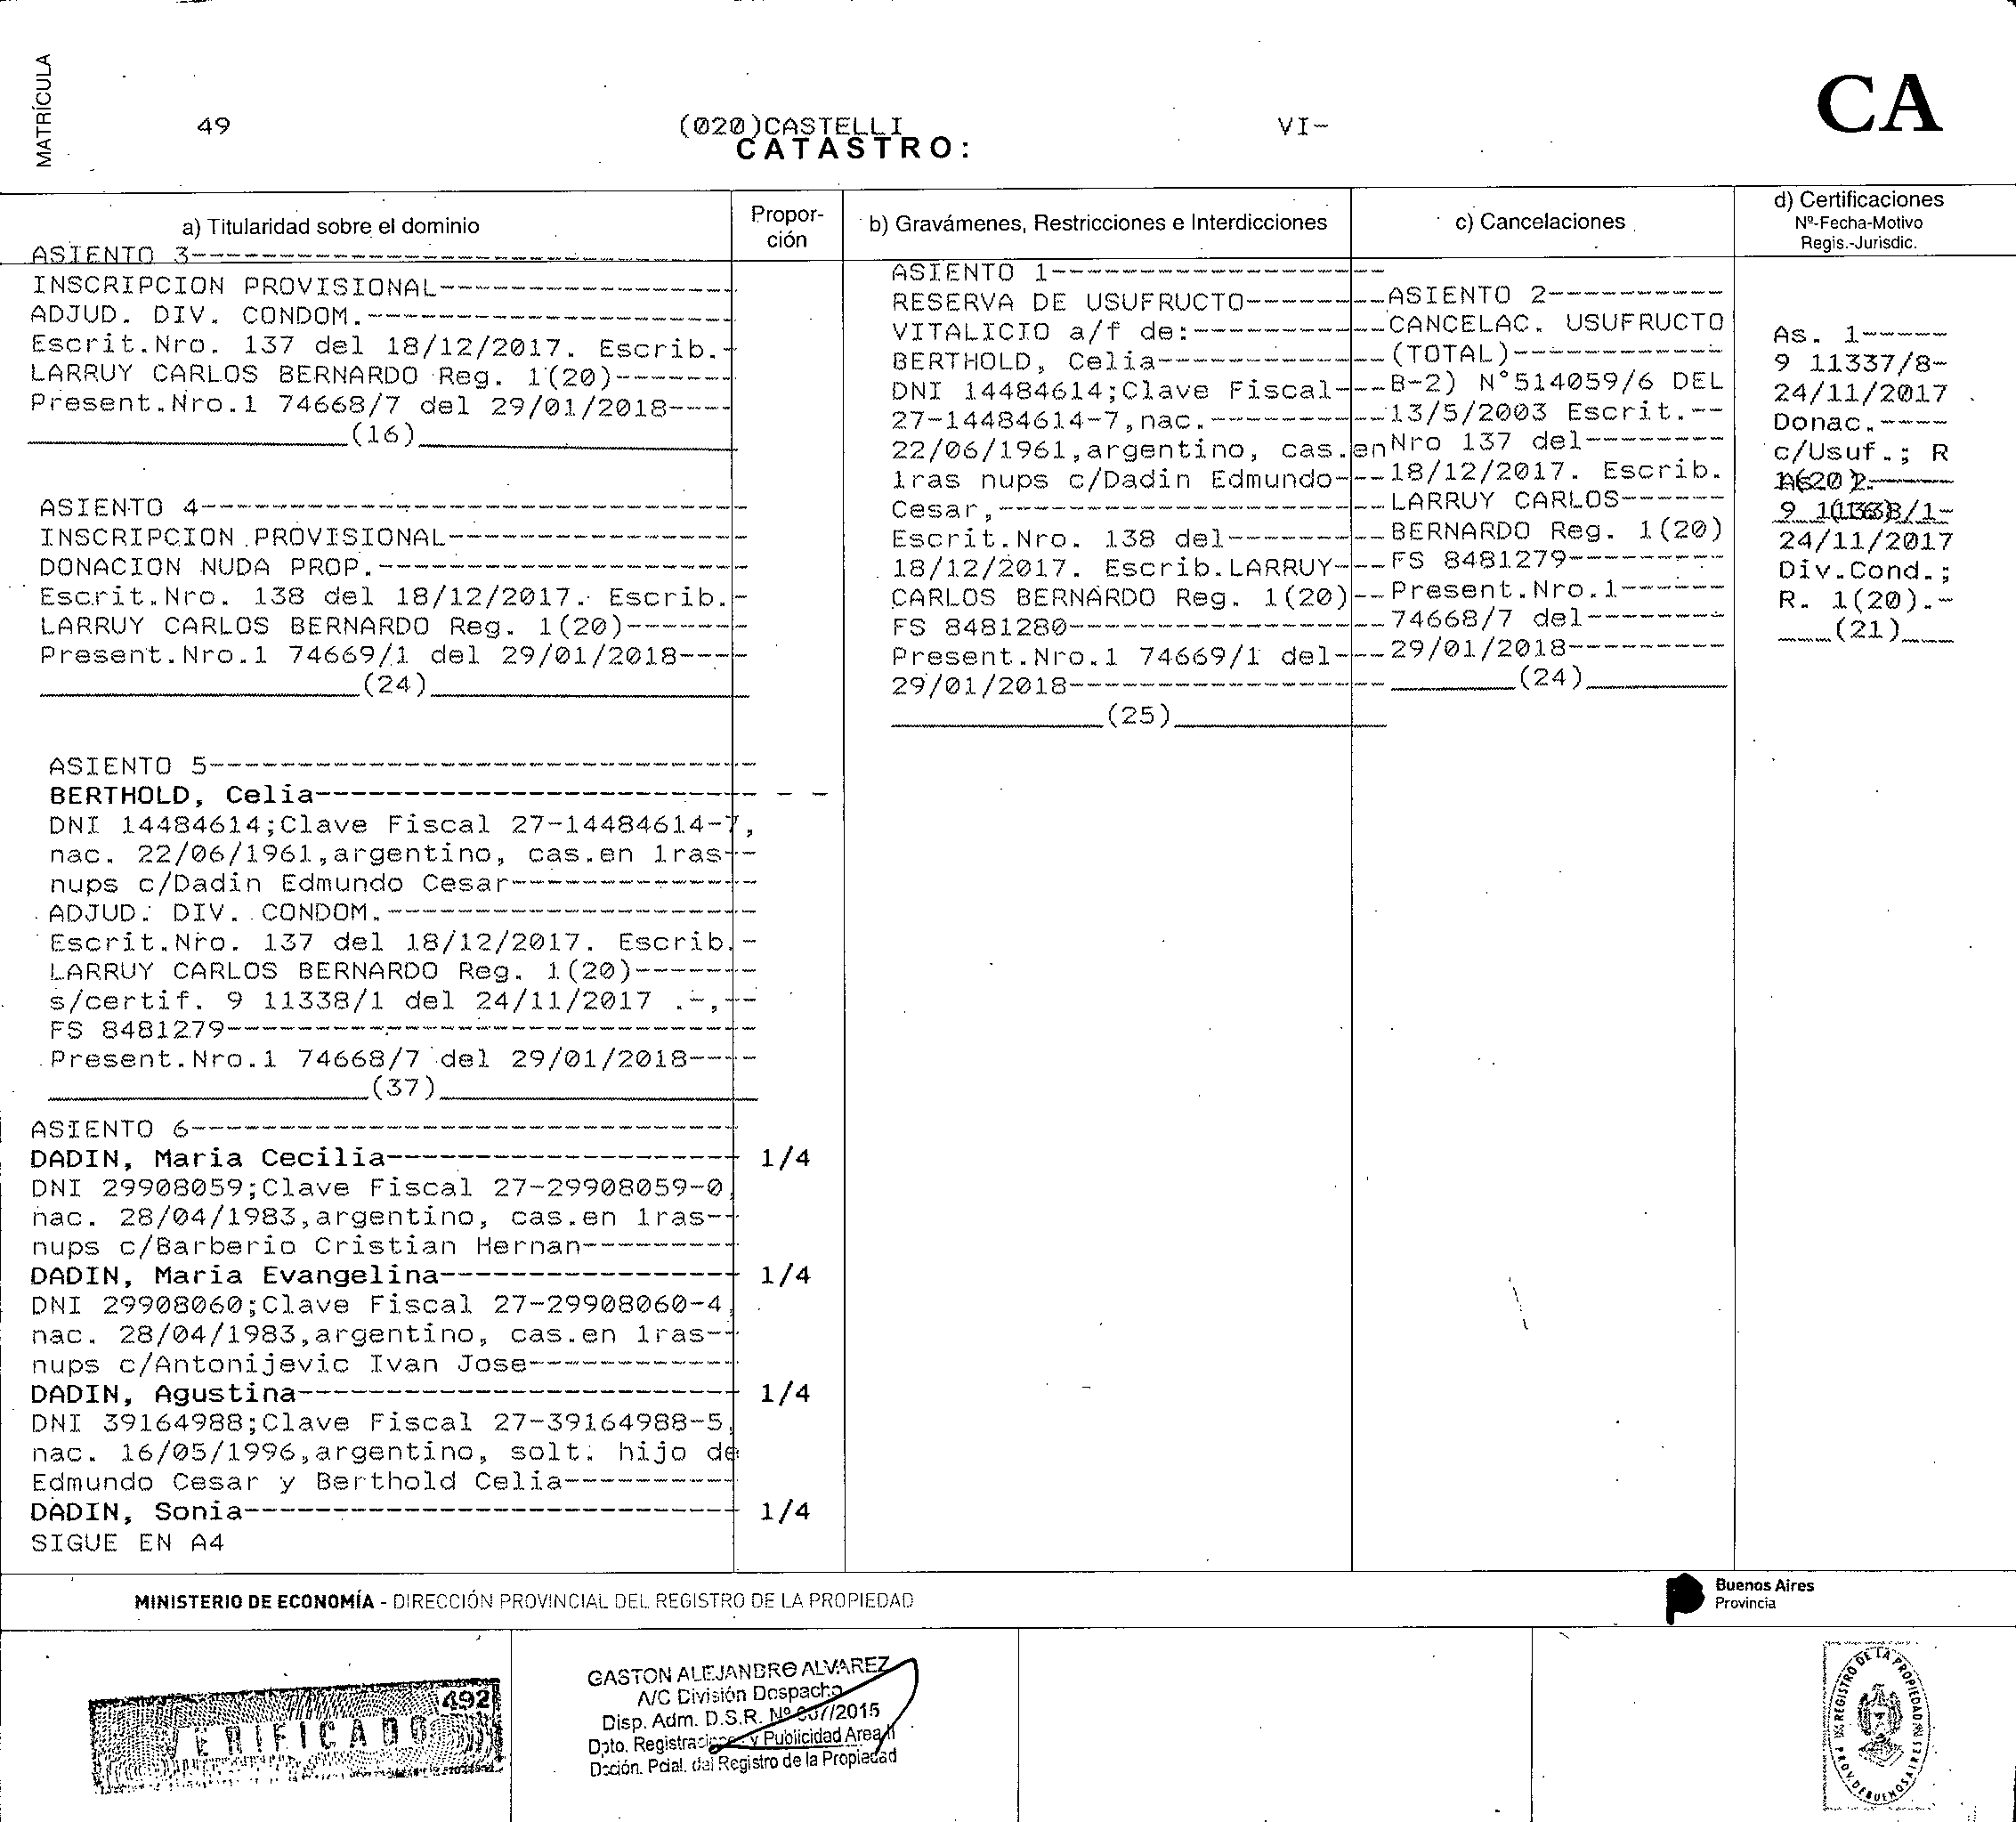 MATRÍCULA
49
(020)CASTELLI
CATASTRO:
VI-
CA
a) Titularidad sobre el dominio
Propor-
ción
b) Gravámenes, Restricciones e Interdicciones
c) Cancelaciones
d) Certificaciones
Nº-Fecha-Motivo
Regis.-Jurisdic.
ASIENTO 3-------------------------------
INSCRIPCION PROVISIONAL-----------------
ADJUD. DIV. CONDOM.---------------------
Escrit.Nro. 137 del 18/12/2017. Escrib.-
LARRUY CARLOS BERNARDO Reg. 1(20)-------
Present.Nro.1 74668/7 del 29/01/2018----
__________________(16)__________________
ASIENTO 4-------------------------------
INSCRIPCION PROVISIONAL-----------------
DONACION NUDA PROP.---------------------
Escrit.Nro. 138 del 18/12/2017. Escrib.-
LARRUY CARLOS BERNARDO Reg. 1(20)-------
Present.Nro.1 74669/1 del 29/01/2018----
__________________(24)__________________
ASIENTO 5-------------------------------
BERTHOLD, Celia------------------------- - -
DNI 14484614;Clave Fiscal 27-14484614-7,
nac. 22/06/1961,argentino, cas.en 1ras--
nups c/Dadin Edmundo Cesar--------------
ADJUD. DIV. CONDOM.---------------------
Escrit.Nro. 137 del 18/12/2017. Escrib.-
LARRUY CARLOS BERNARDO Reg. 1(20)-------
s/certif. 9 11338/1 del 24/11/2017 .-,--
FS 8481279------------------------------
Present.Nro.1 74668/7 del 29/01/2018----
__________________(37)__________________
ASIENTO 6-------------------------------
DADIN, Maria Cecilia-------------------- 1/4
DNI 29908059;Clave Fiscal 27-29908059-0,
nac. 28/04/1983,argentino, cas.en 1ras--
nups c/Barberio Cristian Hernan---------
DADIN, Maria Evangelina----------------- 1/4
DNI 29908060;Clave Fiscal 27-29908060-4,
nac. 28/04/1983,argentino, cas.en 1ras--
nups c/Antonijevic Ivan Jose------------
DADIN, Agustina------------------------- 1/4
DNI 39164988;Clave Fiscal 27-39164988-5,
nac. 16/05/1996,argentino, solt. hijo de
Edmundo Cesar y Berthold Celia----------
DADIN, Sonia---------------------------- 1/4
SIGUE EN A4
ASIENTO 1-------------------
RESERVA DE USUFRUCTO--------
VITALICIO a/f de:-----------
BERTHOLD, Celia-------------
DNI 14484614;Clave Fiscal---
27-14484614-7,nac.----------
22/06/1961,argentino, cas.en
1ras nups c/Dadin Edmundo---
Cesar,----------------------
Escrit.Nro. 138 del---------
18/12/2017. Escrib.LARRUY---
CARLOS BERNARDO Reg. 1(20)--
FS 8481280------------------
Present.Nro.1 74669/1 del---
29/01/2018------------------
____________(25)____________
ASIENTO 2----------
CANCELAC. USUFRUCTO
(TOTAL)------------
B-2) N°514059/6 DEL
13/5/2003 Escrit.--
Nro 137 del--------
18/12/2017. Escrib.
LARRUY CARLOS------
BERNARDO Reg. 1(20)
FS 8481279---------
Present.Nro.1------
74668/7 del--------
29/01/2018---------
_______(24)________
As. 1-----
9 11337/8-
24/11/2017
Donac.----
c/Usuf.; R
24/11/2017
Div.Cond.;
R. 1(20).-
___(21)___
MINISTERIO DE ECONOMÍA - DIRECCIÓN PROVINCIAL DEL REGISTRO DE LA PROPIEDAD
Buenos Aires
Provincia
492
VERIFICADO
GASTON ALEJANDRO ALVAREZ
A/C División Despacho
Disp. Adm. D.S.R. Nº 007/2015
Dpto. Registraciones y Publicidad Area II
Dción. Pcial. del Registro de la Propiedad
REGISTRO DE LA PROPIEDAD
PROV. DE BUENOS AIRES